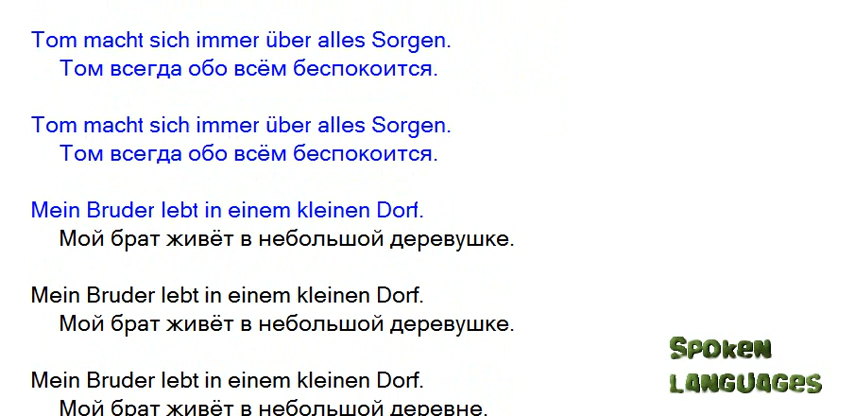 Tom macht sich immer über alles Sorgen.
Том всегда обо всём беспокоится.
Tom macht sich immer über alles Sorgen.
Том всегда обо всём беспокоится.
Mein Bruder lebt in einem kleinen Dorf.
Мой брат живёт в небольшой деревушке.
Mein Bruder lebt in einem kleinen Dorf.
Мой брат живёт в небольшой деревушке.
Mein Bruder lebt in einem kleinen Dorf.
Мой брат живёт в небольшой деревне.
Spoken
Languages